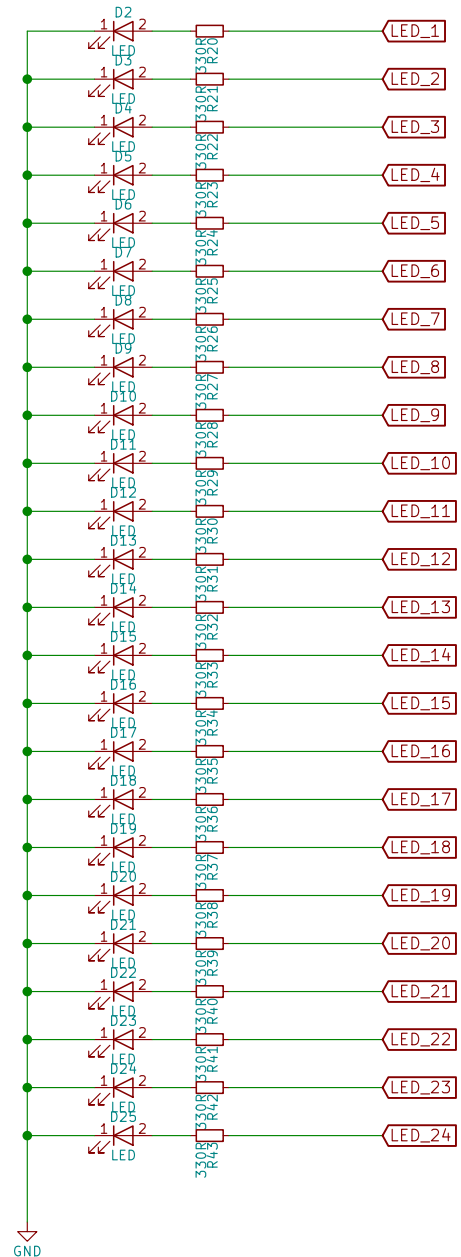 D2
1 2 LED_1
LED 330R R20
D3
1 2 LED_2
LED 330R R21
D4
1 2 LED_3
LED 330R R22
D5
1 2 LED_4
LED 330R R23
D6
1 2 LED_5
LED 330R R24
D7
1 2 LED_6
LED 330R R25
D8
1 2 LED_7
LED 330R R26
D9
1 2 LED_8
LED 330R R27
D10
1 2 LED_9
LED 330R R28
D11
1 2 LED_10
LED 330R R29
D12
1 2 LED_11
LED 330R R30
D13
1 2 LED_12
LED 330R R31
D14
1 2 LED_13
LED 330R R32
D15
1 2 LED_14
LED 330R R33
D16
1 2 LED_15
LED 330R R34
D17
1 2 LED_16
LED 330R R35
D18
1 2 LED_17
LED 330R R36
D19
1 2 LED_18
LED 330R R37
D20
1 2 LED_19
LED 330R R38
D21
1 2 LED_20
LED 330R R39
D22
1 2 LED_21
LED 330R R40
D23
1 2 LED_22
LED 330R R41
D24
1 2 LED_23
LED 330R R42
D25
1 2 LED_24
LED 330R R43
GND